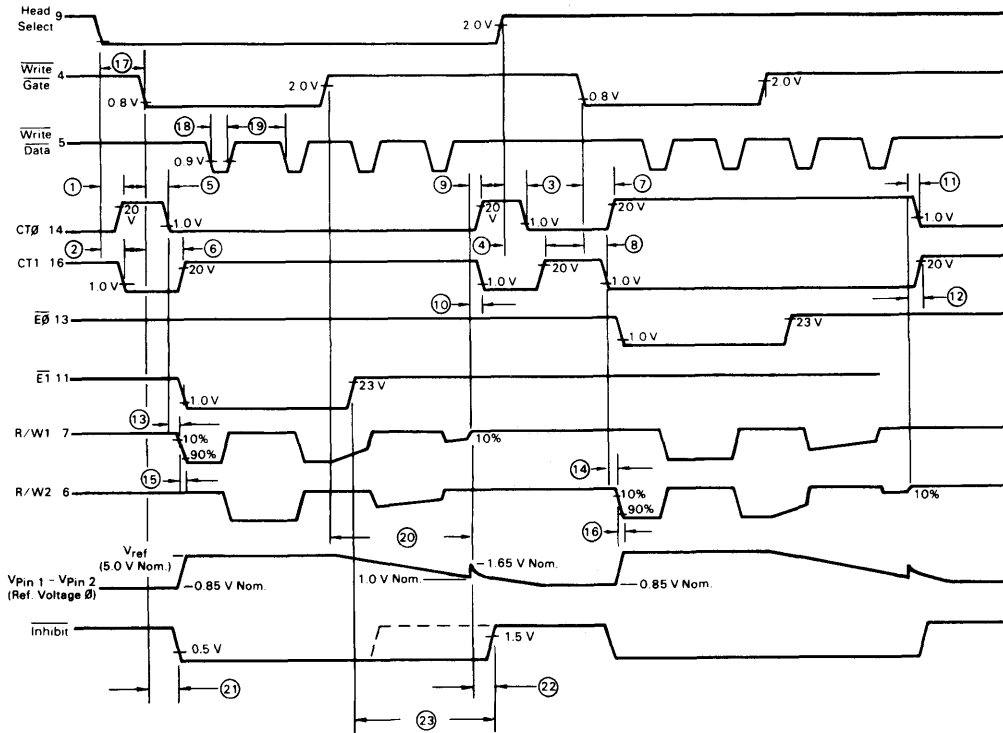 Head 9
Select
2.0 V
17
Write 4
Gate
0.8 V
2.0 V
0.8 V
2.0 V
18
19
Write 5
Data
0.9 V
1
5
9
3
7
11
20
V
20
V
20 V
CTØ 14
1.0 V
1.0 V
1.0 V
2
6
4
8
CT1 16
20 V
20 V
20 V
1.0 V
1.0 V
1.0 V
10
12
EØ 13
23 V
1.0 V
E1 11
23 V
1.0 V
13
R/W1 7
10%
90%
10%
15
14
R/W2 6
10%
90%
10%
16
20
Vref
(5.0 V Nom.)
1.65 V Nom.
1.0 V Nom.
VPin 1 – VPin 2
(Ref. Voltage Ø)
0.85 V Nom.
0.85 V Nom.
Inhibit
0.5 V
1.5 V
21
22
23